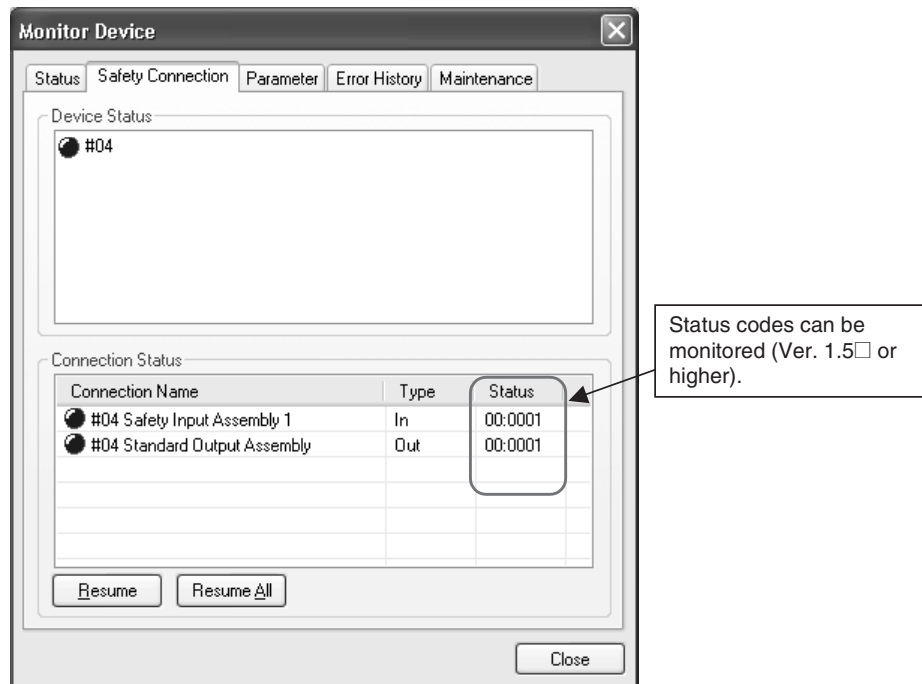 Monitor Device
Status Safety Connection Parameter Error History Maintenance
Device Status
#04
Connection Status
Connection Name Type Status
#04 Safety Input Assembly 1 In 00:0001
#04 Standard Output Assembly Out 00:0001
Resume Resume All
Close
Status codes can be
monitored (Ver. 1.5□ or
higher).